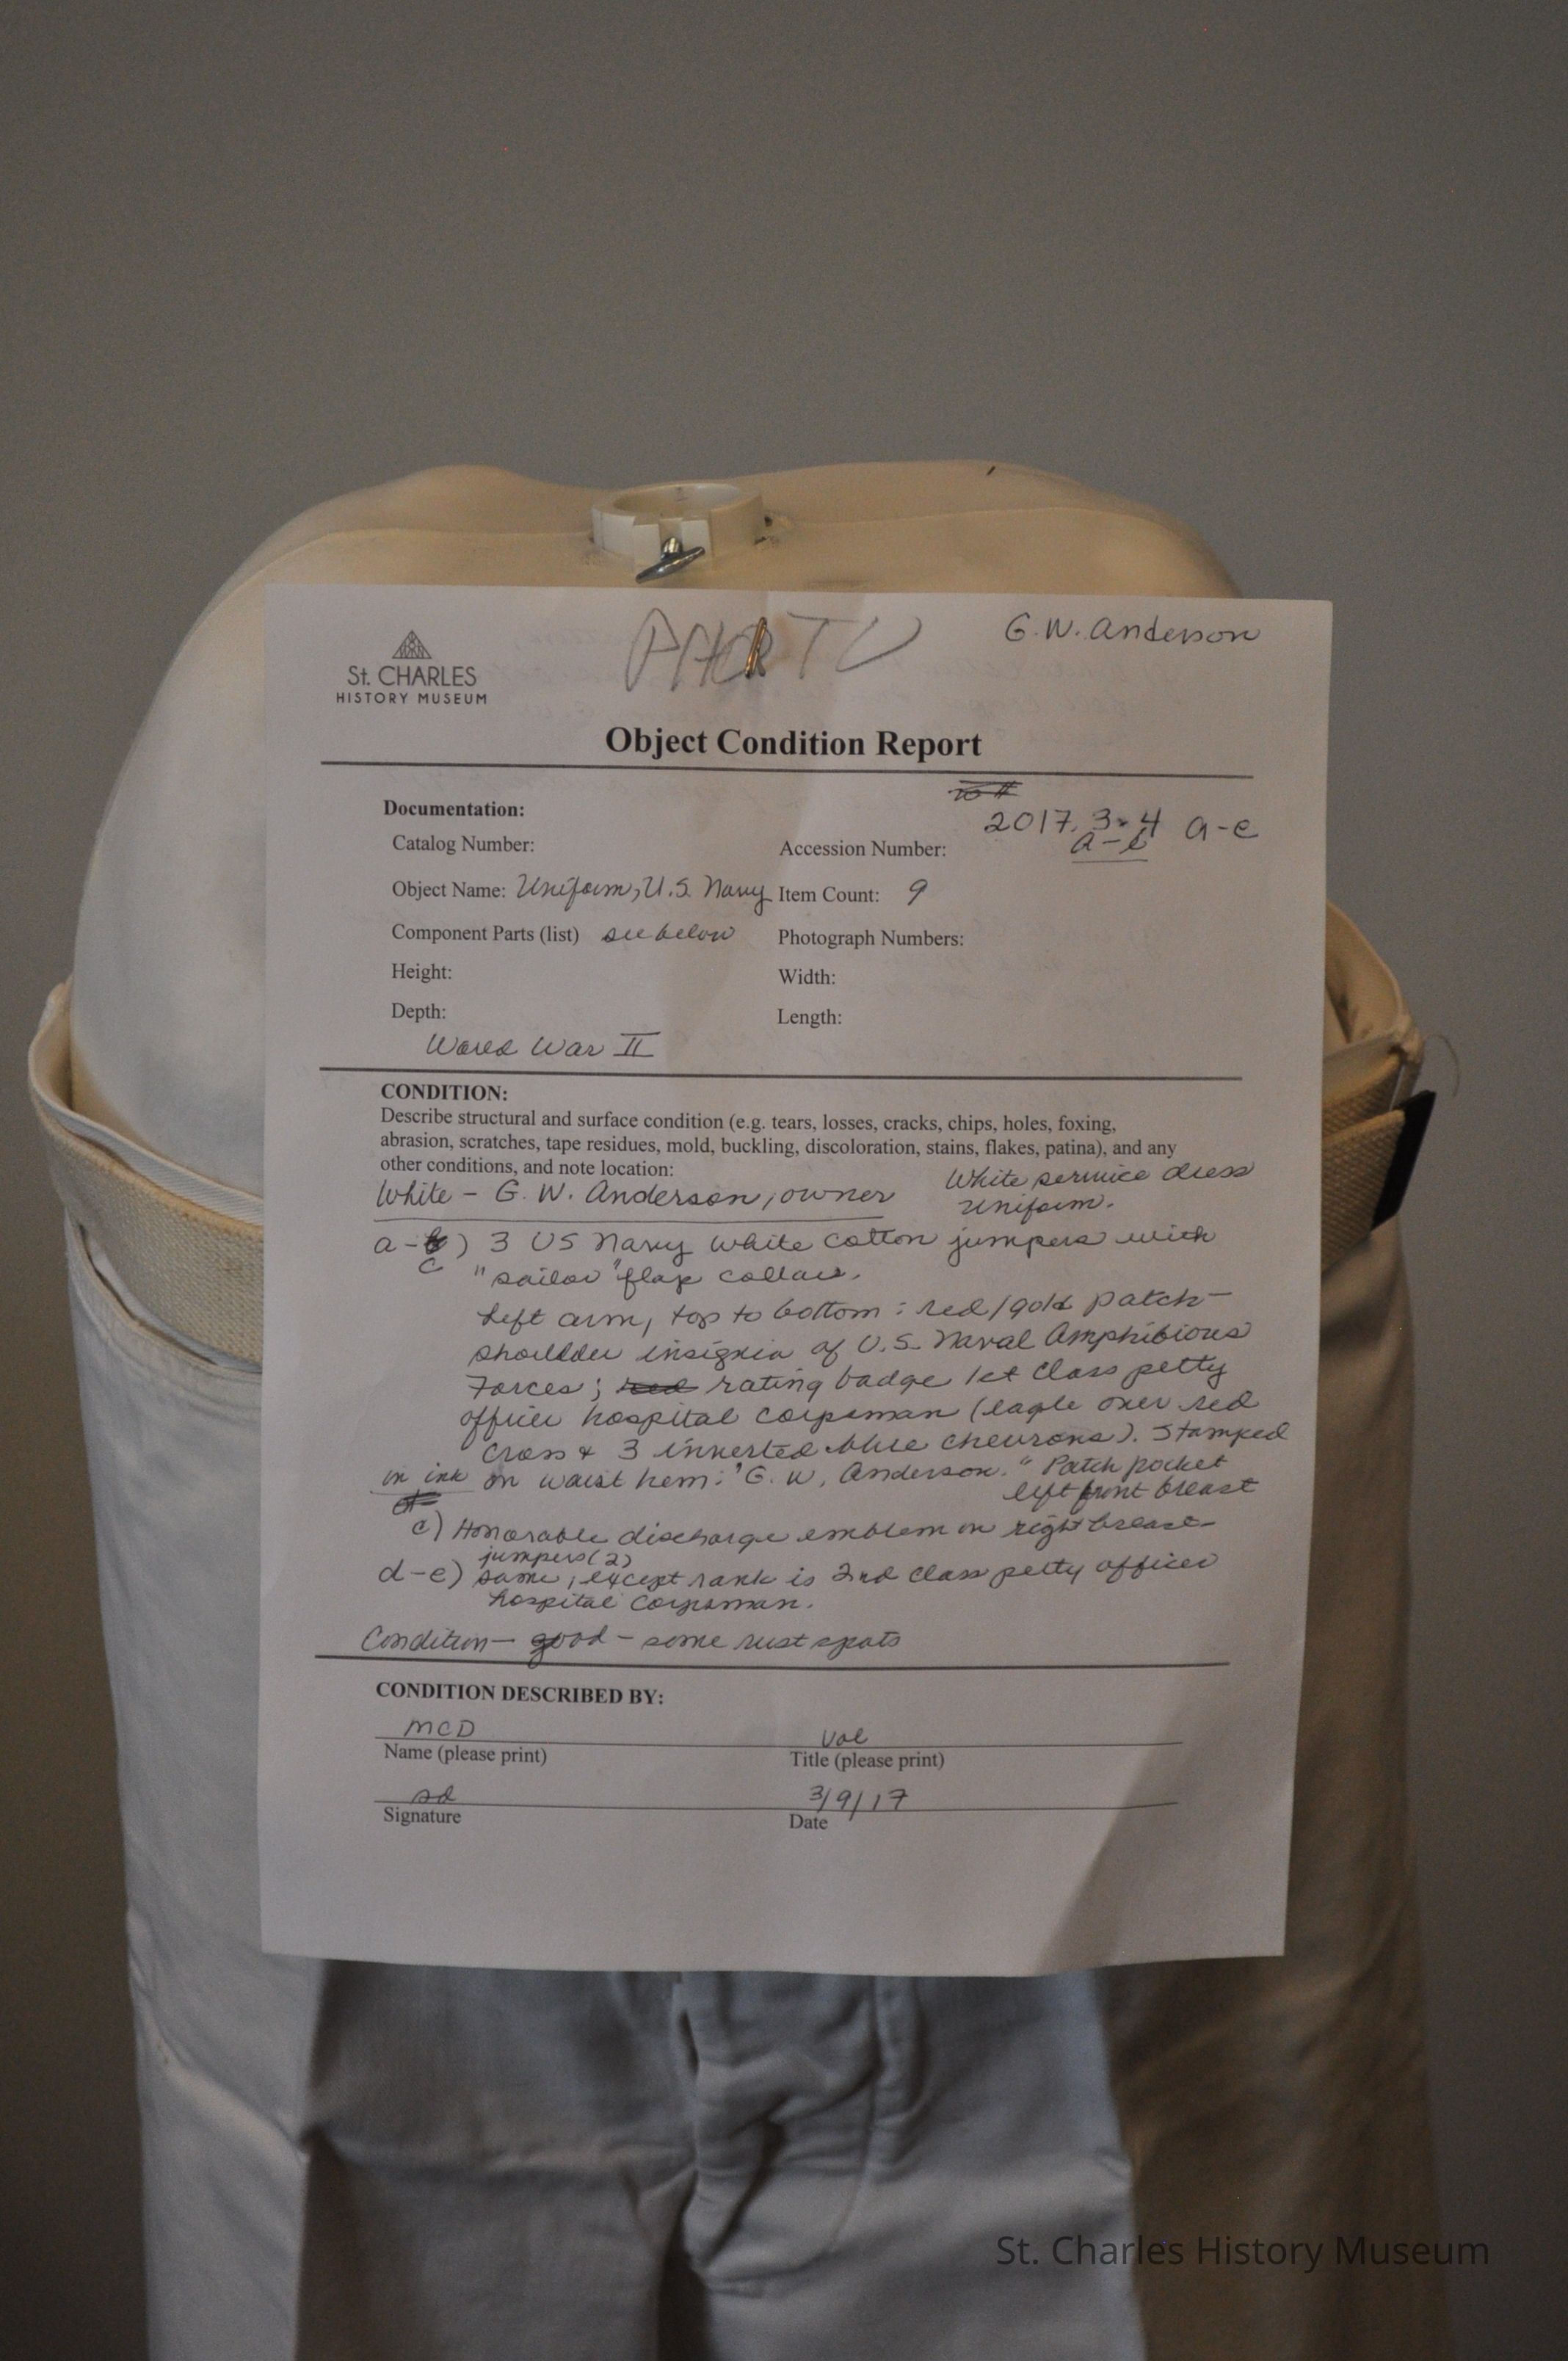 St. CHARLES
HISTORY MUSEUM
G.W. Anderson
Object Condition Report
Documentation:
2017.3.4 a-e
a-e
Catalog Number:
Accession Number:
Object Name: Uniform, U.S. Navy
Item Count: 9
Component Parts (list) see below
Photograph Numbers:
Height:
Width:
Depth:
Length:
World War II
CONDITION:
Describe structural and surface condition (e.g. tears, losses, cracks, chips, holes, foxing,
abrasion, scratches, tape residues, mold, buckling, discoloration, stains, flakes, patina), and any
other conditions, and note location:
White service dress
uniform.
White - G. W. Anderson, owner
a-c) 3 US Navy white cotton jumpers with
"sailor" flap collars.
Left arm, top to bottom: red/gold patch -
shoulder insignia of U.S. Naval Amphibious
Forces; rating badge 1st Class petty
officer hospital corpsman (eagle over red
cross & 3 inverted blue chevrons). Stamped
in ink on waist hem: "G. W. Anderson." Patch pocket
left front breast
c) Honorable discharge emblem on right breast
jumpers (2)
d-e) same, except rank is 2nd class petty officer
hospital corpsman.
Condition - good - some rust spots
CONDITION DESCRIBED BY:
MCD
Vol
Name (please print)
Title (please print)
3/9/17
Signature
Date
St. Charles History Museum